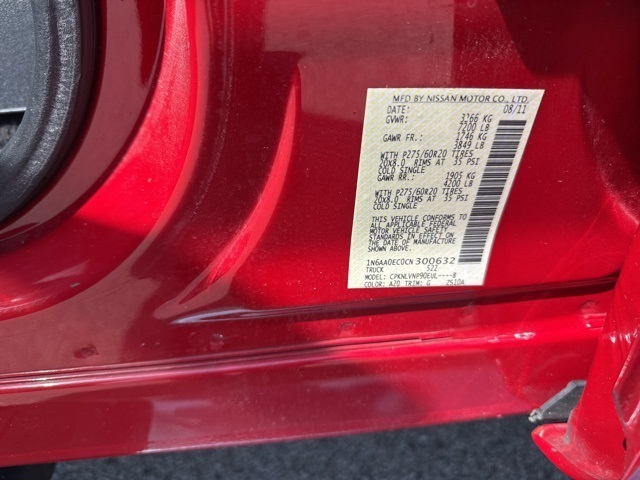 MFD BY NISSAN MOTOR CO., LTD.
DATE: 08/11
GVWR: 3266 KG
7200 LB
GAWR FR.: 1746 KG
3849 LB
WITH P275/60R20 TIRES
20X8.0 RIMS AT 35 PSI
COLD SINGLE
GAWR RR.: 1905 KG
4200 LB
WITH P275/60R20 TIRES
20X8.0 RIMS AT 35 PSI
COLD SINGLE
THIS VEHICLE CONFORMS TO
ALL APPLICABLE FEDERAL
MOTOR VEHICLE SAFETY
STANDARDS IN EFFECT ON
THE DATE OF MANUFACTURE
SHOWN ABOVE.
1N6AA0EC0CN300632
TRUCK 522
MODEL: CPKNLVNP90EUL----B
COLOR: A20 TRIM: G